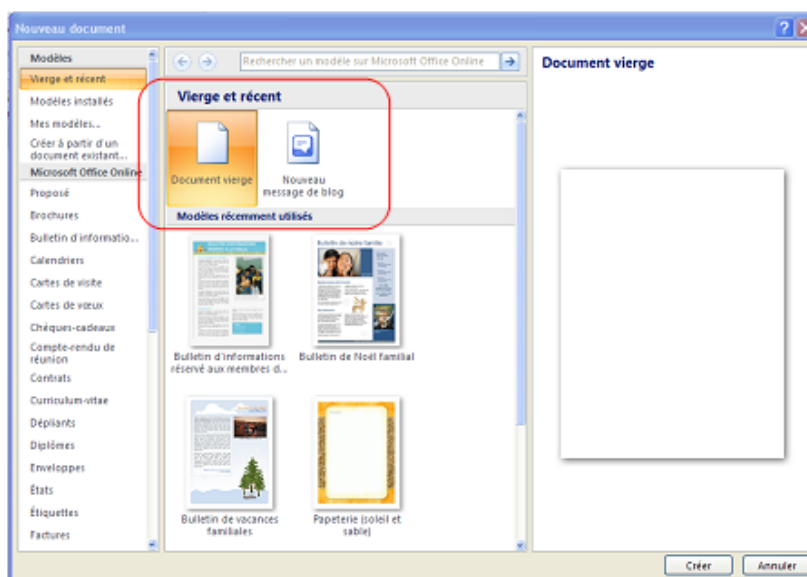 Nouveau document
Modèles
Vierge et récent
Modèles installés
Mes modèles...
Créer à partir d'un
document existant...
Microsoft Office Online
Proposé
Brochures
Bulletin d'informatio...
Calendriers
Cartes de visite
Cartes de vœux
Chèques-cadeaux
Compte-rendu de
réunion
Contrats
Curriculum-vitae
Dépliants
Diplômes
Enveloppes
États
Étiquettes
Factures
Rechercher un modèle sur Microsoft Office Online
Vierge et récent
Document vierge
Nouveau
message de blog
Modèles récemment utilisés
Bulletin d'informations
réservé aux membres d...
Bulletin de Noël familial
Bulletin de vacances
familiales
Papeterie (soleil et
sable)
Document vierge
Créer
Annuler